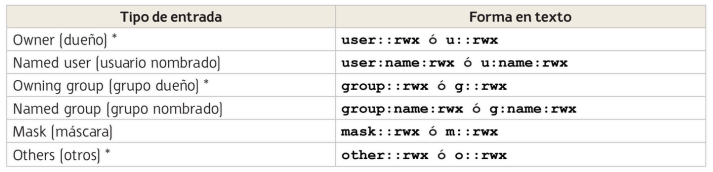 Tipo de entrada Forma en texto
Owner (dueño) * user::rwx ó u::rwx
Named user (usuario nombrado) user:name:rwx ó u:name:rwx
Owning group (grupo dueño) * group::rwx ó g::rwx
Named group (grupo nombrado) group:name:rwx ó g:name:rwx
Mask (máscara) mask::rwx ó m::rwx
Others (otros) * other::rwx ó o::rwx